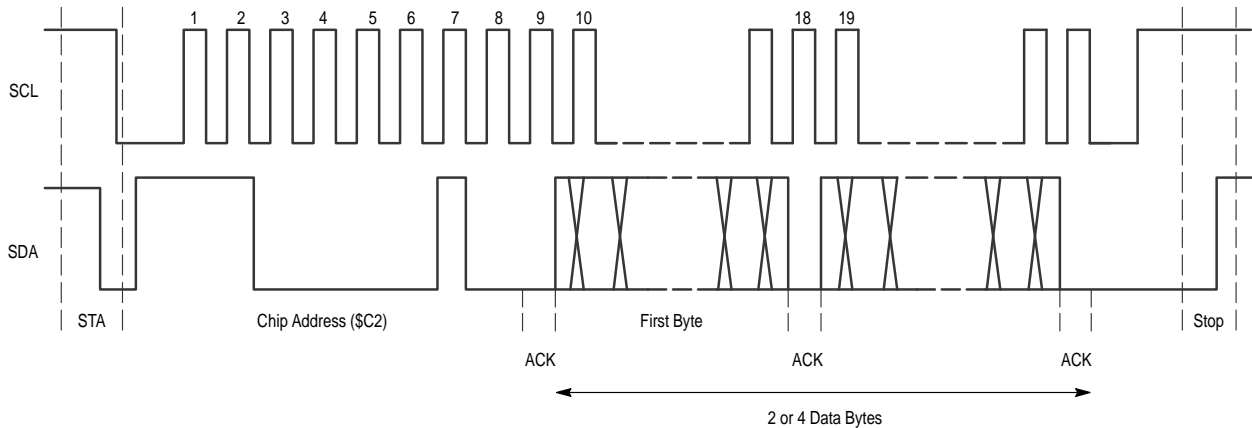 1 2 3 4 5 6 7 8 9 10 18 19
SCL
SDA
STA Chip Address ($C2) First Byte Stop
ACK ACK ACK
2 or 4 Data Bytes